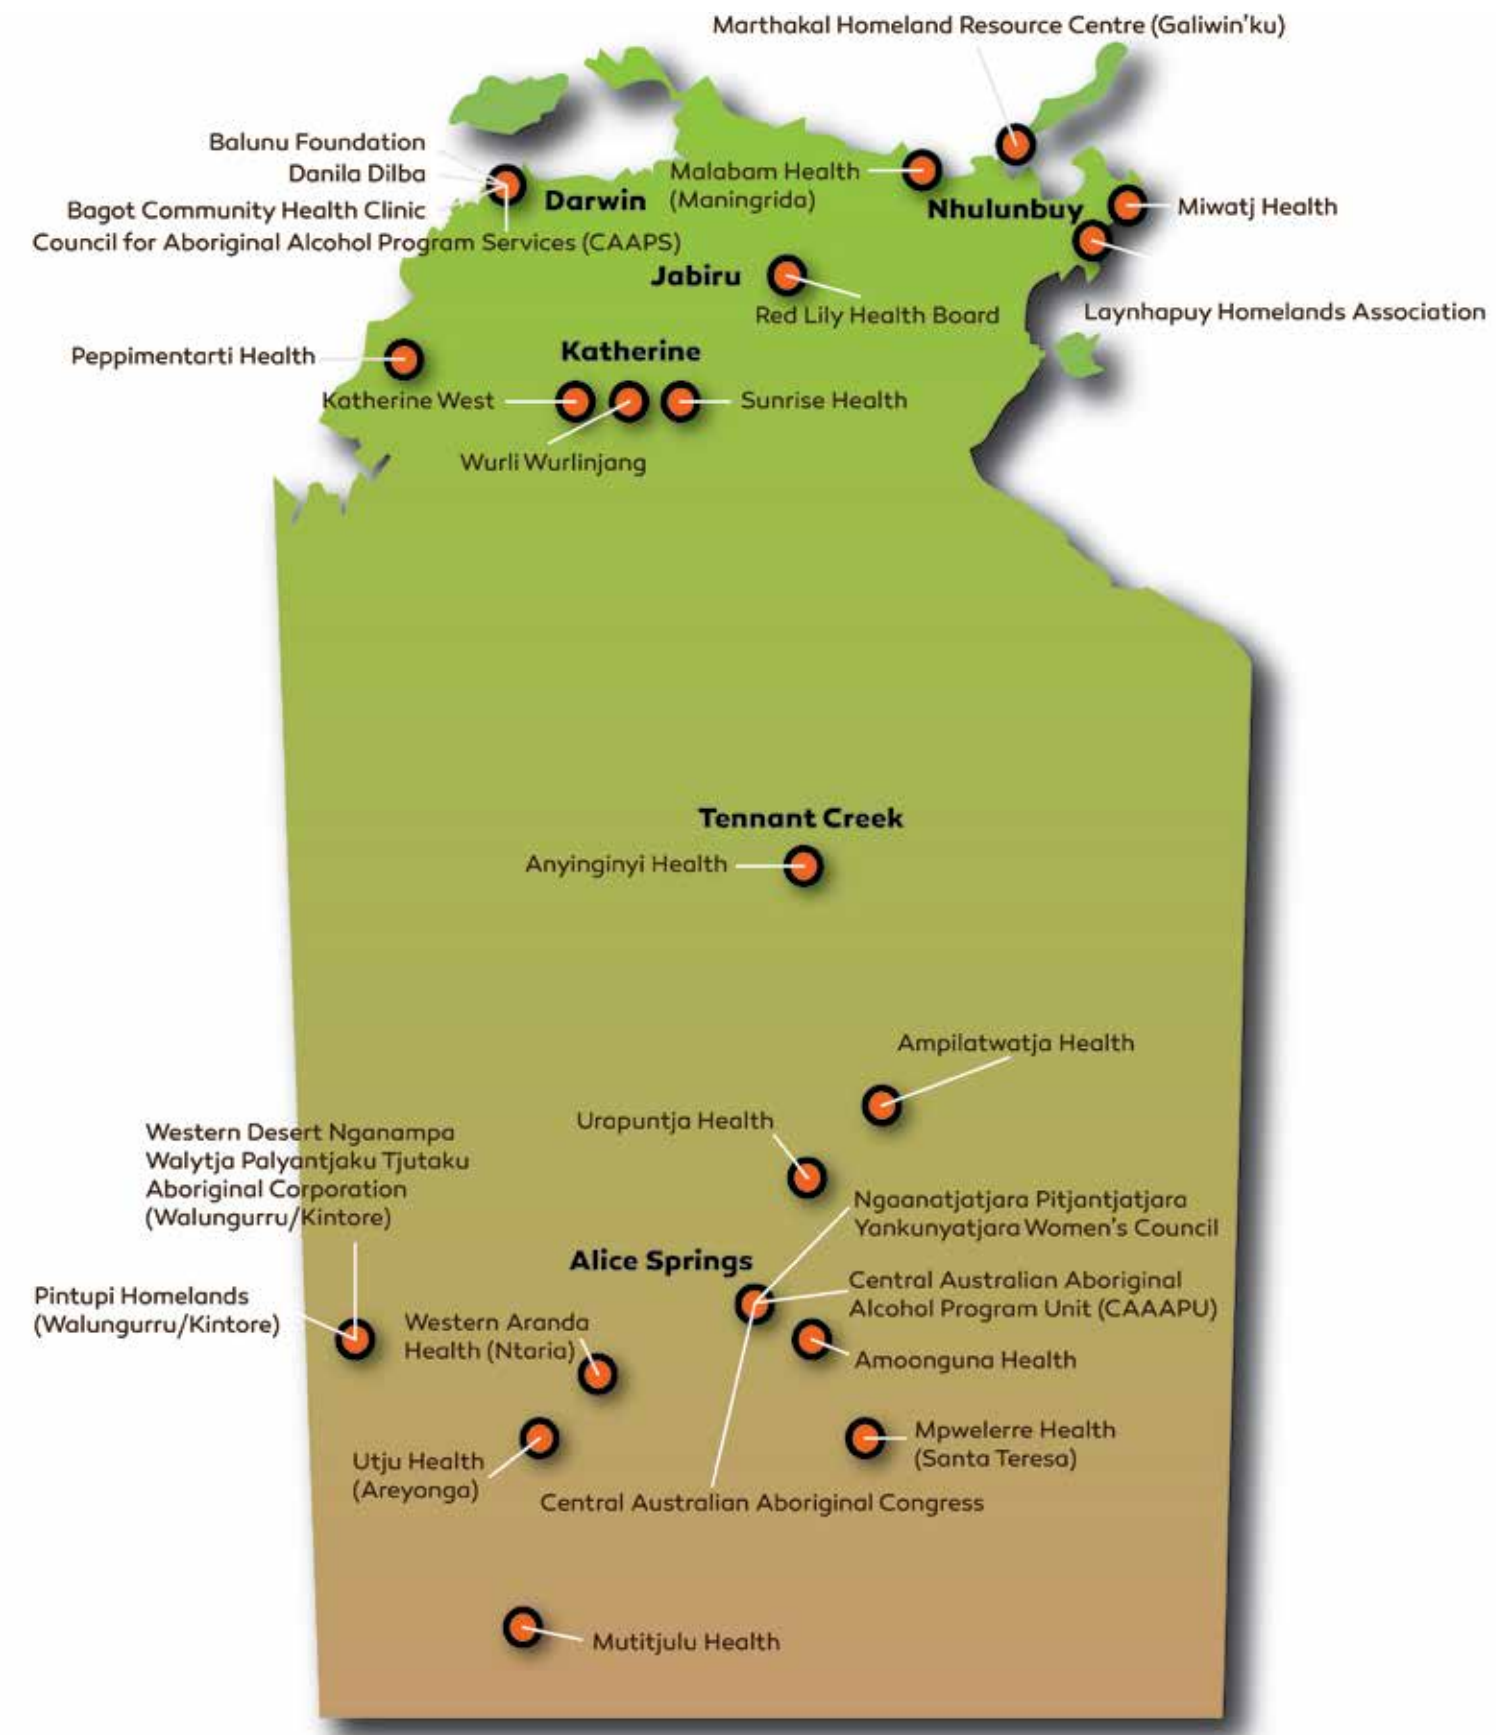 Marthakal Homeland Resource Centre (Galiwin'ku)
Balunu Foundation
Danila Dilba
Bagot Community Health Clinic
Council for Aboriginal Alcohol Program Services (CAAPS)
Darwin
Malabam Health
(Maningrida)
Nhulunbuy
Miwatj Health
Jabiru
Red Lily Health Board
Laynhapuy Homelands Association
Peppimentarti Health
Katherine
Katherine West
Sunrise Health
Wurli Wurlinjang
Tennant Creek
Anyinginyi Health
Ampilatwatja Health
Urapuntja Health
Western Desert Nganampa
Walytja Palyantjaku Tjutaku
Aboriginal Corporation
(Walungurru/Kintore)
Ngaanatjatjara Pitjantjatjara
Yankunyatjara Women's Council
Alice Springs
Central Australian Aboriginal
Alcohol Program Unit (CAAAPU)
Pintupi Homelands
(Walungurru/Kintore)
Western Aranda
Health (Ntaria)
Amoonguna Health
Mpwelerre Health
(Santa Teresa)
Utju Health
(Areyonga)
Central Australian Aboriginal Congress
Mutitjulu Health